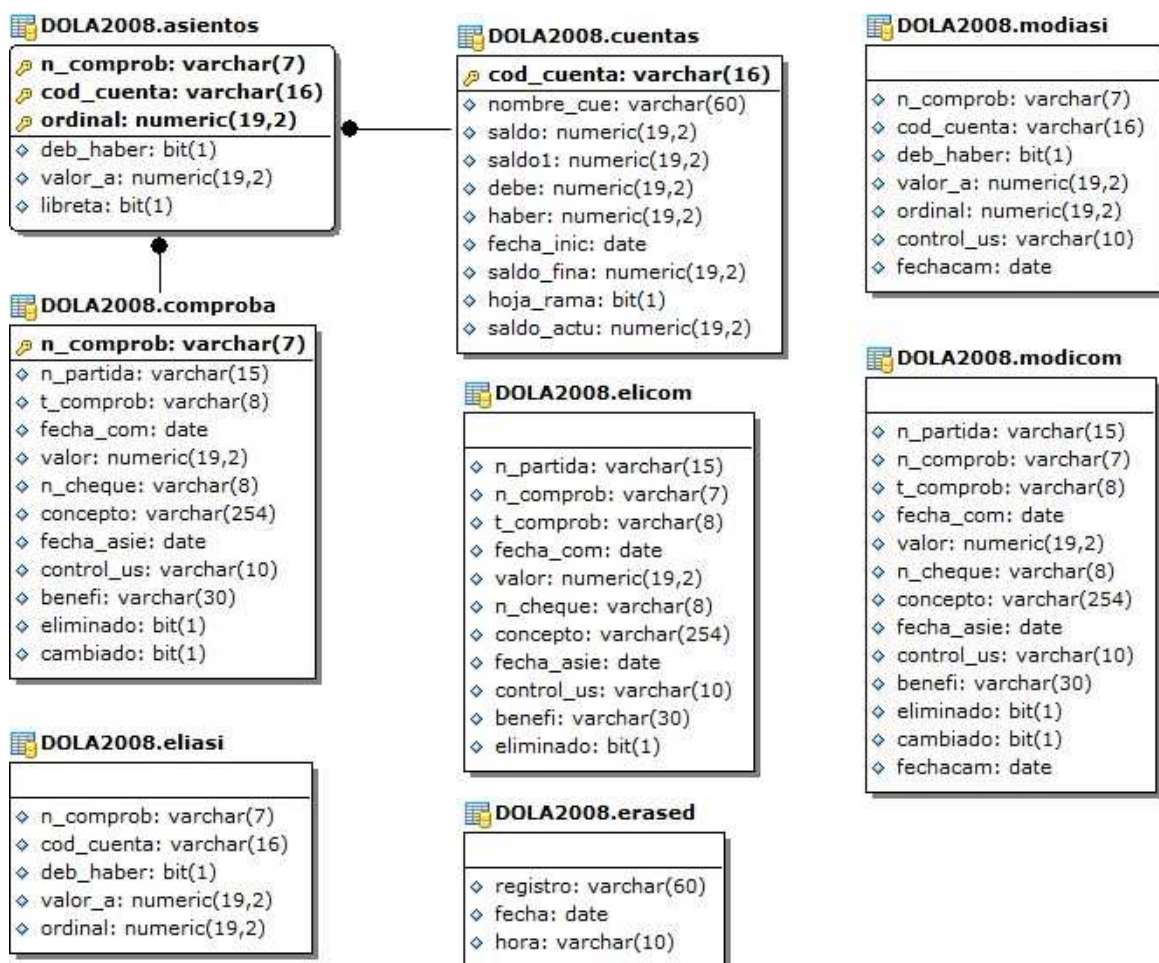 DOLA2008.asientos
n_comprob: varchar(7)
cod_cuenta: varchar(16)
ordinal: numeric(19,2)
deb_haber: bit(1)
valor_a: numeric(19,2)
libreta: bit(1)
DOLA2008.comproba
n_comprob: varchar(7)
n_partida: varchar(15)
t_comprob: varchar(8)
fecha_com: date
valor: numeric(19,2)
n_cheque: varchar(8)
concepto: varchar(254)
fecha_asie: date
control_us: varchar(10)
benefi: varchar(30)
eliminado: bit(1)
cambiado: bit(1)
DOLA2008.eliasi
n_comprob: varchar(7)
cod_cuenta: varchar(16)
deb_haber: bit(1)
valor_a: numeric(19,2)
ordinal: numeric(19,2)
DOLA2008.cuentas
cod_cuenta: varchar(16)
nombre_cue: varchar(60)
saldo: numeric(19,2)
saldo1: numeric(19,2)
debe: numeric(19,2)
haber: numeric(19,2)
fecha_inic: date
saldo_fina: numeric(19,2)
hoja_rama: bit(1)
saldo_actu: numeric(19,2)
DOLA2008.elicom
n_partida: varchar(15)
n_comprob: varchar(7)
t_comprob: varchar(8)
fecha_com: date
valor: numeric(19,2)
n_cheque: varchar(8)
concepto: varchar(254)
fecha_asie: date
control_us: varchar(10)
benefi: varchar(30)
eliminado: bit(1)
DOLA2008.erased
registro: varchar(60)
fecha: date
hora: varchar(10)
DOLA2008.modiasi
n_comprob: varchar(7)
cod_cuenta: varchar(16)
deb_haber: bit(1)
valor_a: numeric(19,2)
ordinal: numeric(19,2)
control_us: varchar(10)
fechacam: date
DOLA2008.modicom
n_partida: varchar(15)
n_comprob: varchar(7)
t_comprob: varchar(8)
fecha_com: date
valor: numeric(19,2)
n_cheque: varchar(8)
concepto: varchar(254)
fecha_asie: date
control_us: varchar(10)
benefi: varchar(30)
eliminado: bit(1)
cambiado: bit(1)
fechacam: date